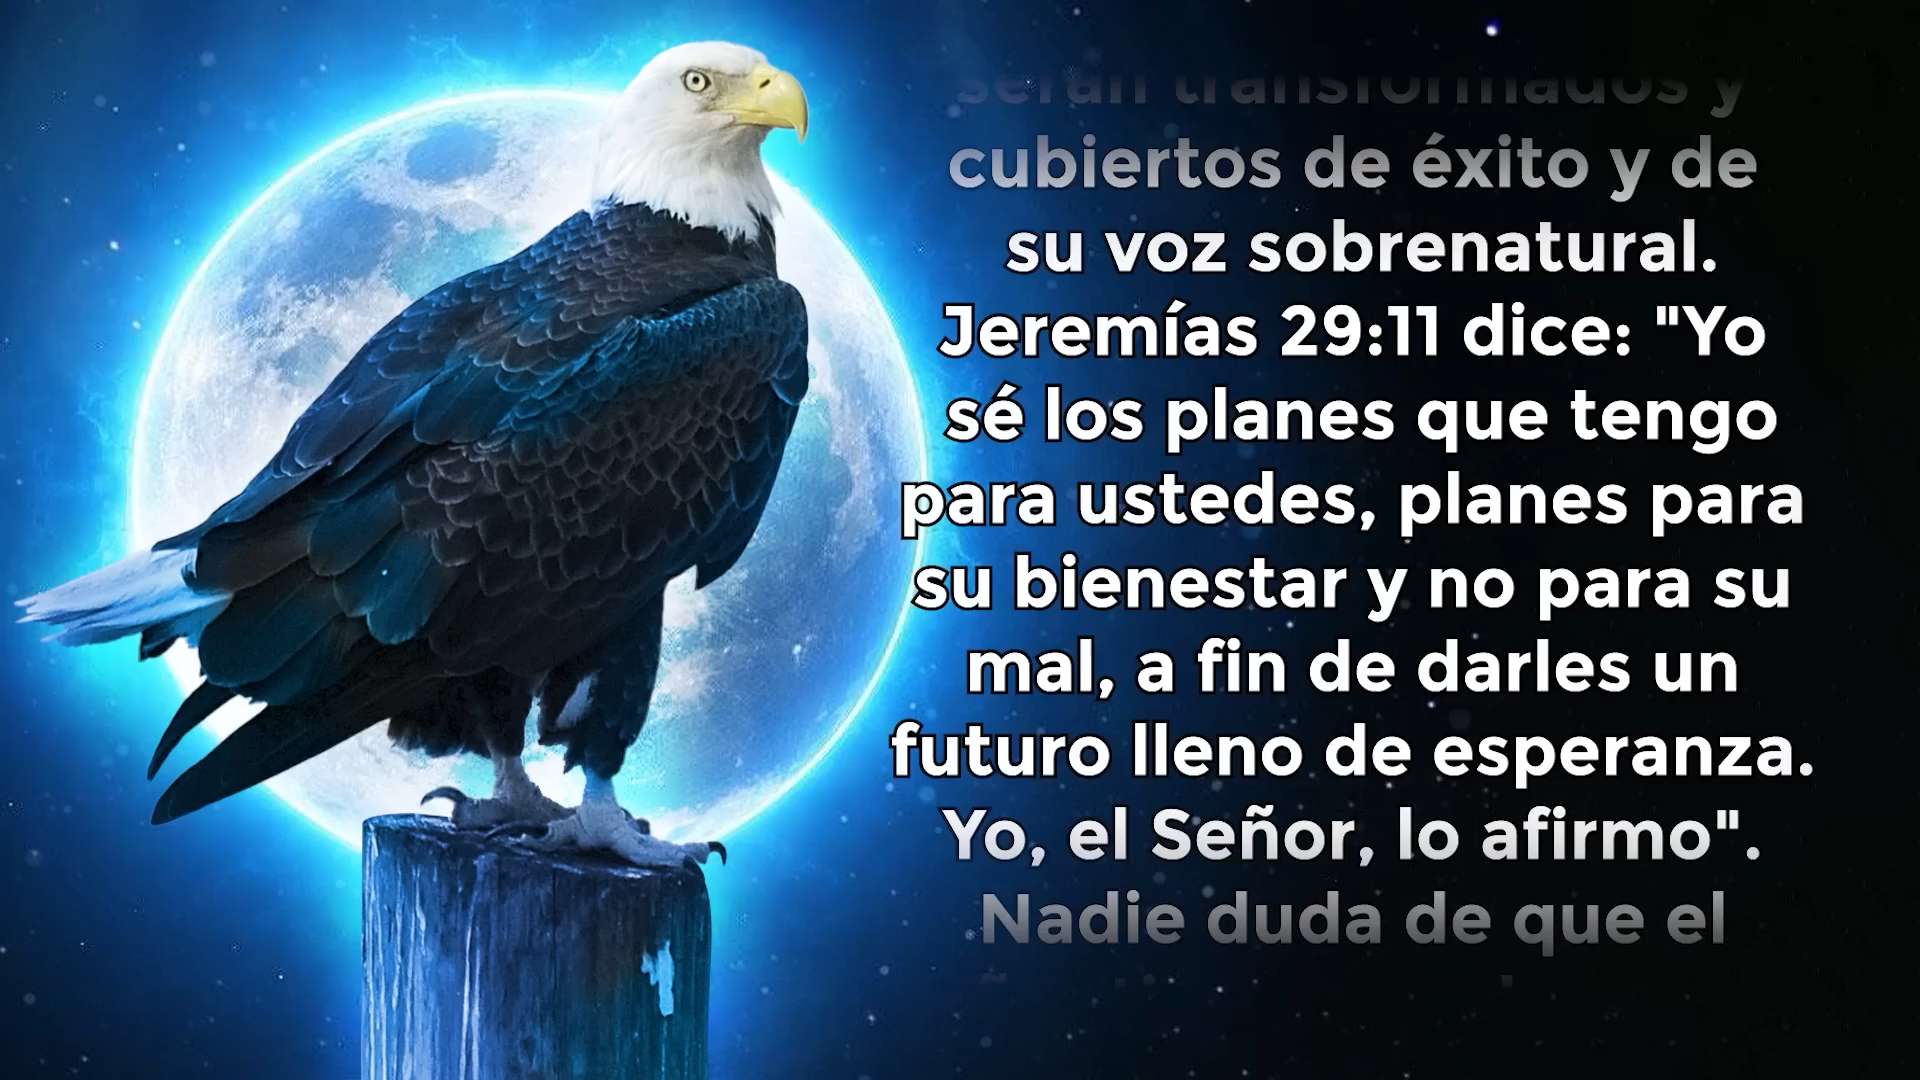 serán transformados y
cubiertos de éxito y de
su voz sobrenatural.
Jeremías 29:11 dice: "Yo
sé los planes que tengo
para ustedes, planes para
su bienestar y no para su
mal, a fin de darles un
futuro lleno de esperanza.
Yo, el Señor, lo afirmo".
Nadie duda de que el